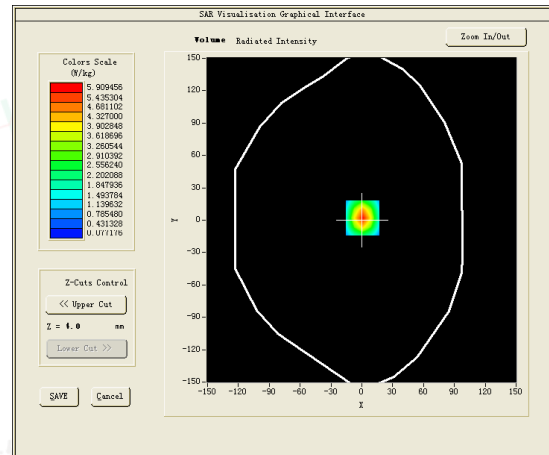 SAR Visualisation Graphical Interface
Volume Radiated Intensity
Zoom In/Out
Colors Scale
(W/kg)
5.909456
5.435304
4.681102
4.327000
3.902848
3.618696
3.260544
2.910392
2.556240
2.202088
1.847936
1.493784
1.139632
0.785480
0.431328
0.077176
150
120
90
60
30
0
-30
-60
-90
-120
-150
Y
-150 -120 -90 -60 -30 0 30 60 90 120 150
X
Z-Cuts Control
<< Upper Cut
Z = 4.0 mm
Lower Cut >>
SAVE
Cancel